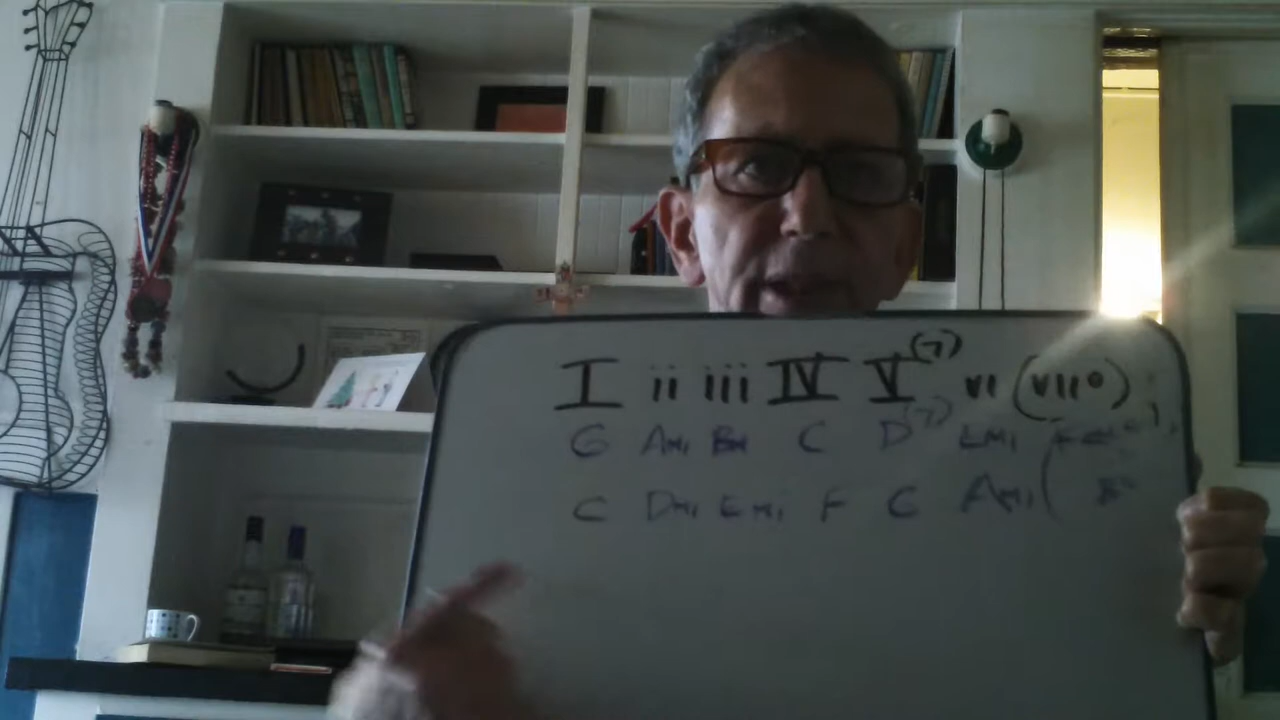 I ii iii IV V(7) vi (vii°)
G Ami Bmi C D(7) Emi
C Dmi Emi F C Ami ( B°